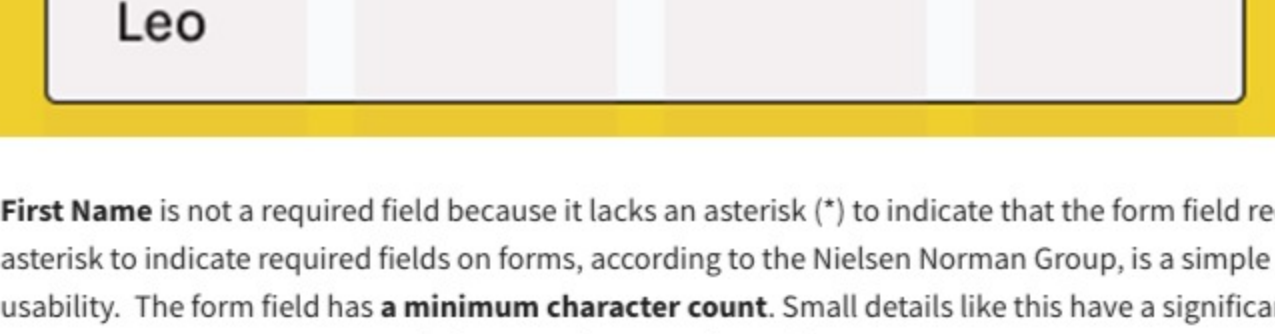 Leo
First Name is not a required field because it lacks an asterisk (*) to indicate that the form field re
asterisk to indicate required fields on forms, according to the Nielsen Norman Group, is a simple
usability.  The form field has a minimum character count. Small details like this have a significa